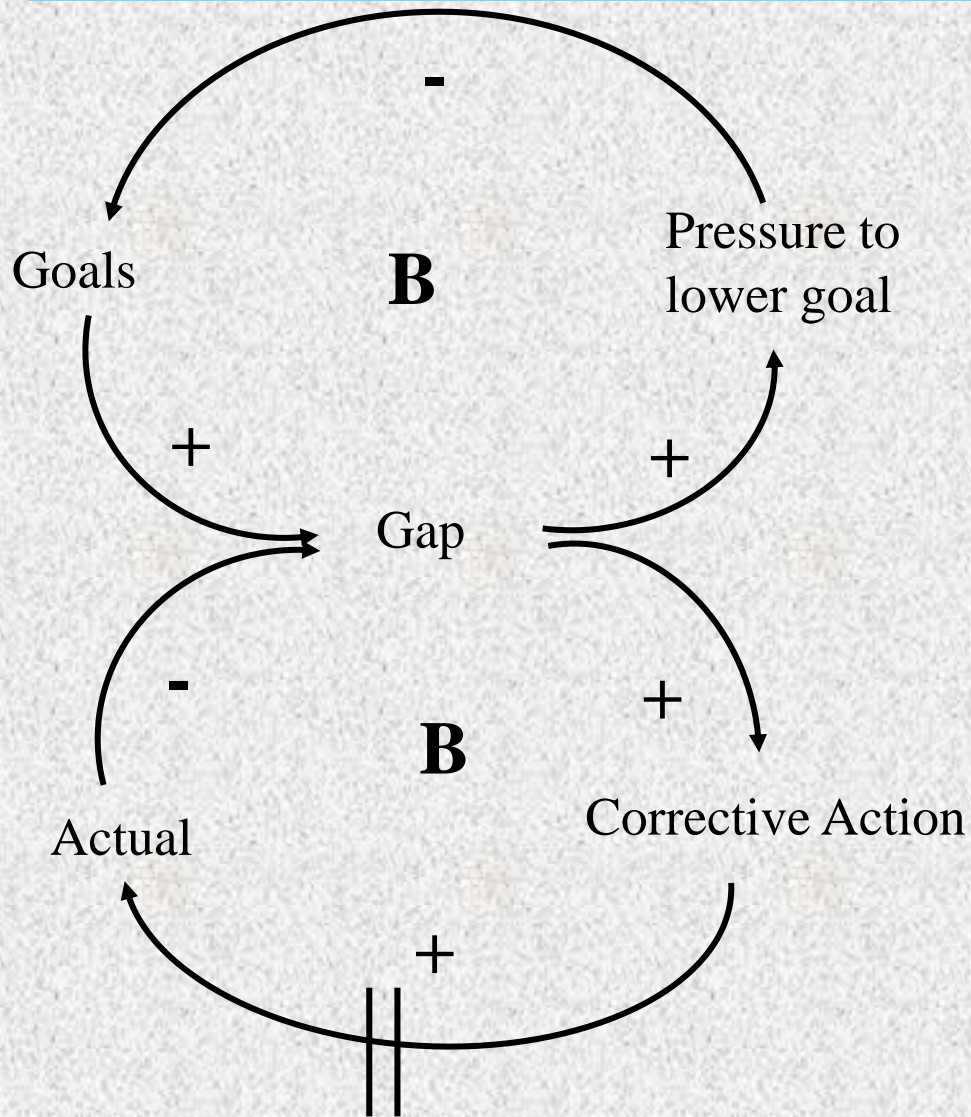 -
Goals
B
Pressure to
lower goal
+
+
Gap
-
+
B
Actual
Corrective Action
+